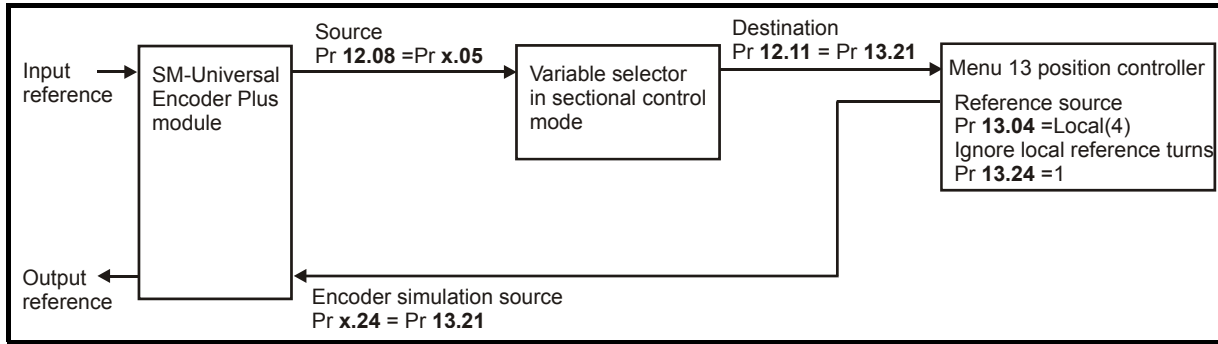 Input
reference
SM-Universal
Encoder Plus
module
Source
Pr 12.08 =Pr x.05
Variable selector
in sectional control
mode
Destination
Pr 12.11 = Pr 13.21
Menu 13 position controller
Reference source
Pr 13.04 =Local(4)
Ignore local reference turns
Pr 13.24 =1
Output
reference
Encoder simulation source
Pr x.24 = Pr 13.21